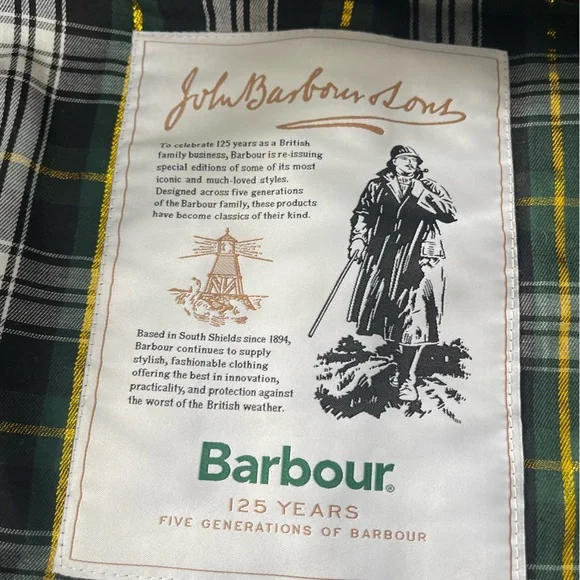 John Barbour & Sons
To celebrate 125 years as a British
family business, Barbour is re-issuing
special editions of some of its most
iconic and much-loved styles.
Designed across five generations
of the Barbour family, these products
have become classics of their kind.
Based in South Shields since 1894,
Barbour continues to supply
stylish, fashionable clothing
offering the best in innovation,
practicality, and protection against
the worst of the British weather.
Barbour®
125 YEARS
FIVE GENERATIONS OF BARBOUR